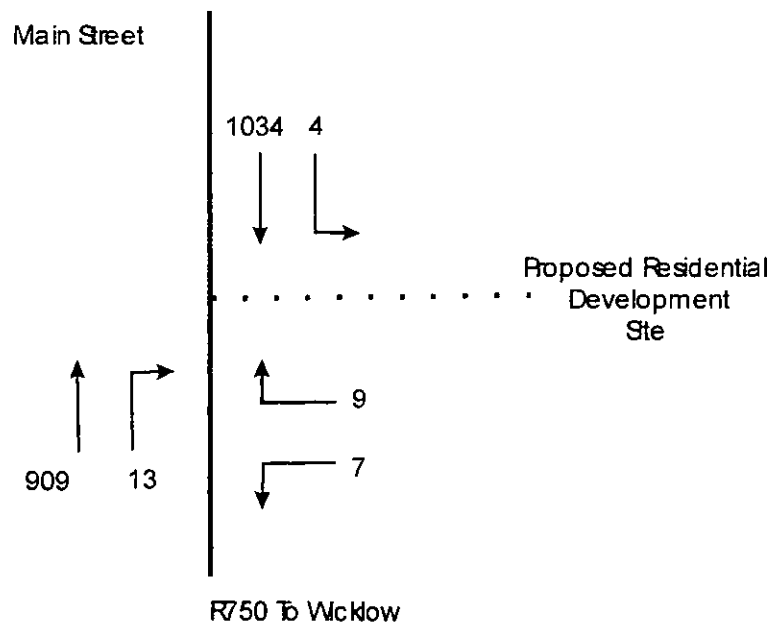 Main Street
1034 4
Proposed Residential
Development
Site
9
7
909 13
R750 To Wicklow